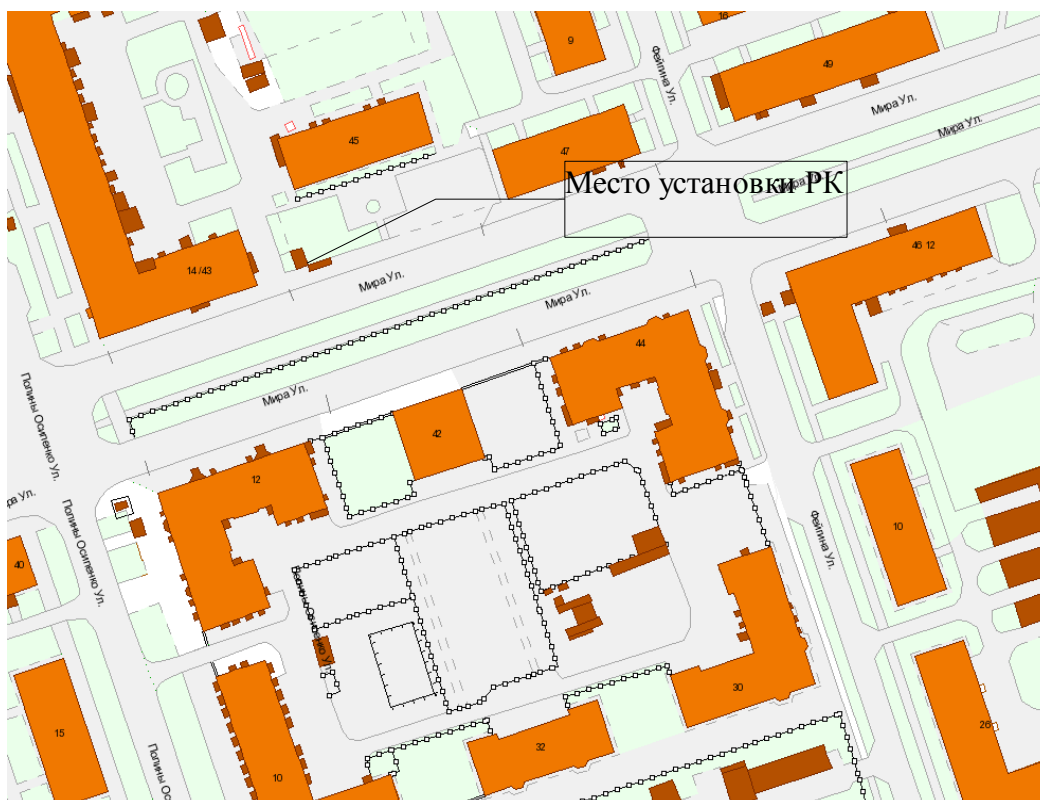 16
9
49
Фейгина Ул.
Мира Ул.
Мира Ул.
45
47
Место установки РК
Мира Ул.
14 /43
46 12
Мира Ул.
Мира Ул.
44
Мира Ул.
Полины Осипенко Ул.
42
12
Полины Осипенко Ул.
10
Фейгина Ул.
40
Полины Осипенко Ул.
30
26
15
32
10
Полины Ос